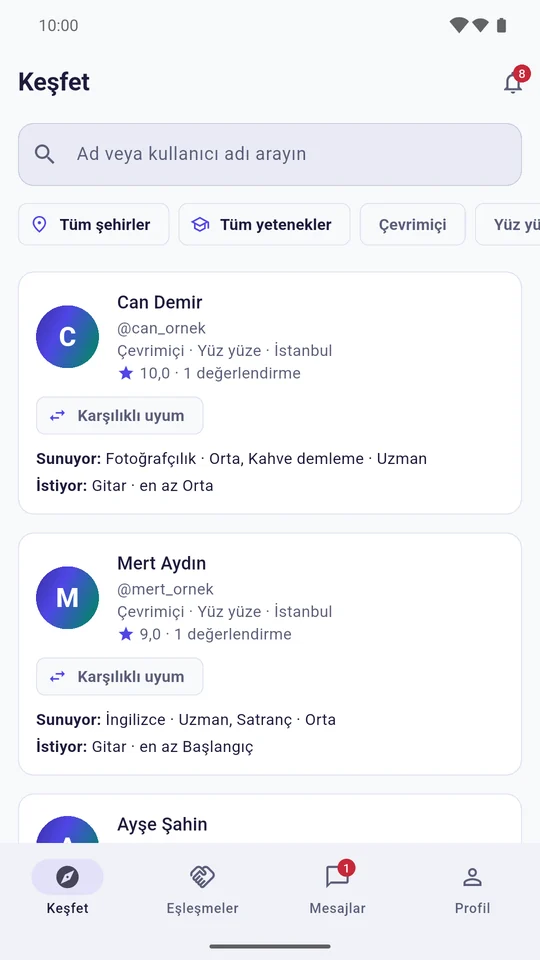 10:00
Keşfet
8
Ad veya kullanıcı adı arayın
Tüm şehirler
Tüm yetenekler
Çevrimiçi
Yüz yü
Can Demir
C
@can_ornek
Çevrimiçi · Yüz yüze · İstanbul
10,0 · 1 değerlendirme
Karşılıklı uyum
Sunuyor: Fotoğrafçılık · Orta, Kahve demleme · Uzman
İstiyor: Gitar · en az Orta
Mert Aydın
M
@mert_ornek
Çevrimiçi · Yüz yüze · İstanbul
9,0 · 1 değerlendirme
Karşılıklı uyum
Sunuyor: İngilizce · Uzman, Satranç · Orta
İstiyor: Gitar · en az Başlangıç
Ayşe Şahin
A
1
Keşfet
Eşleşmeler
Mesajlar
Profil